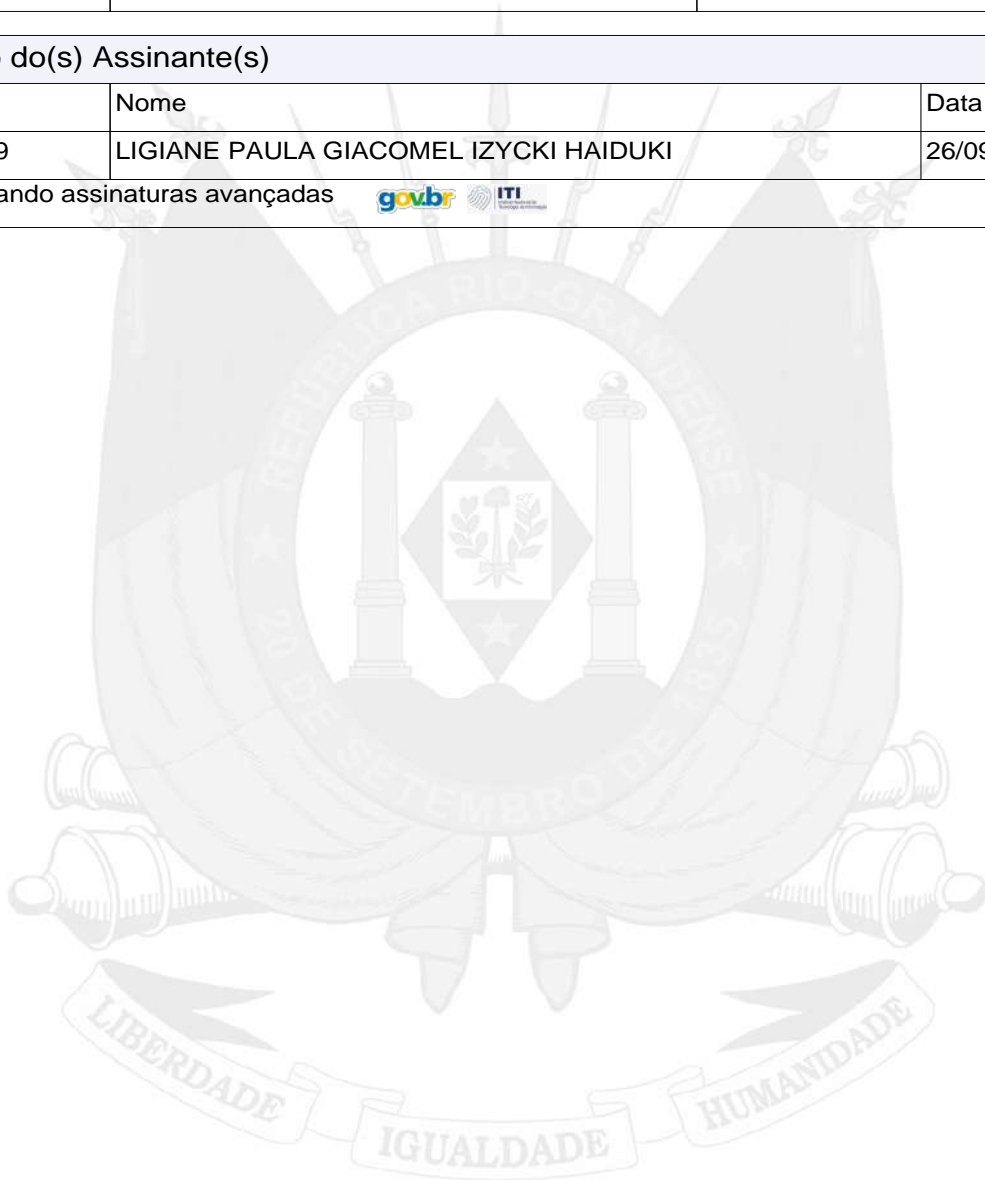 do(s) Assinante(s)
Nome
Data
9
LIGIANE PAULA GIACOMEL IZYCKI HAIDUKI
26/09
ando assinaturas avançadas
gov.br
ITI
REPÚBLICA RIO-GRANDENSE
20 DE SETEMBRO DE 1835
LIBERDADE
IGUALDADE
HUMANIDADE